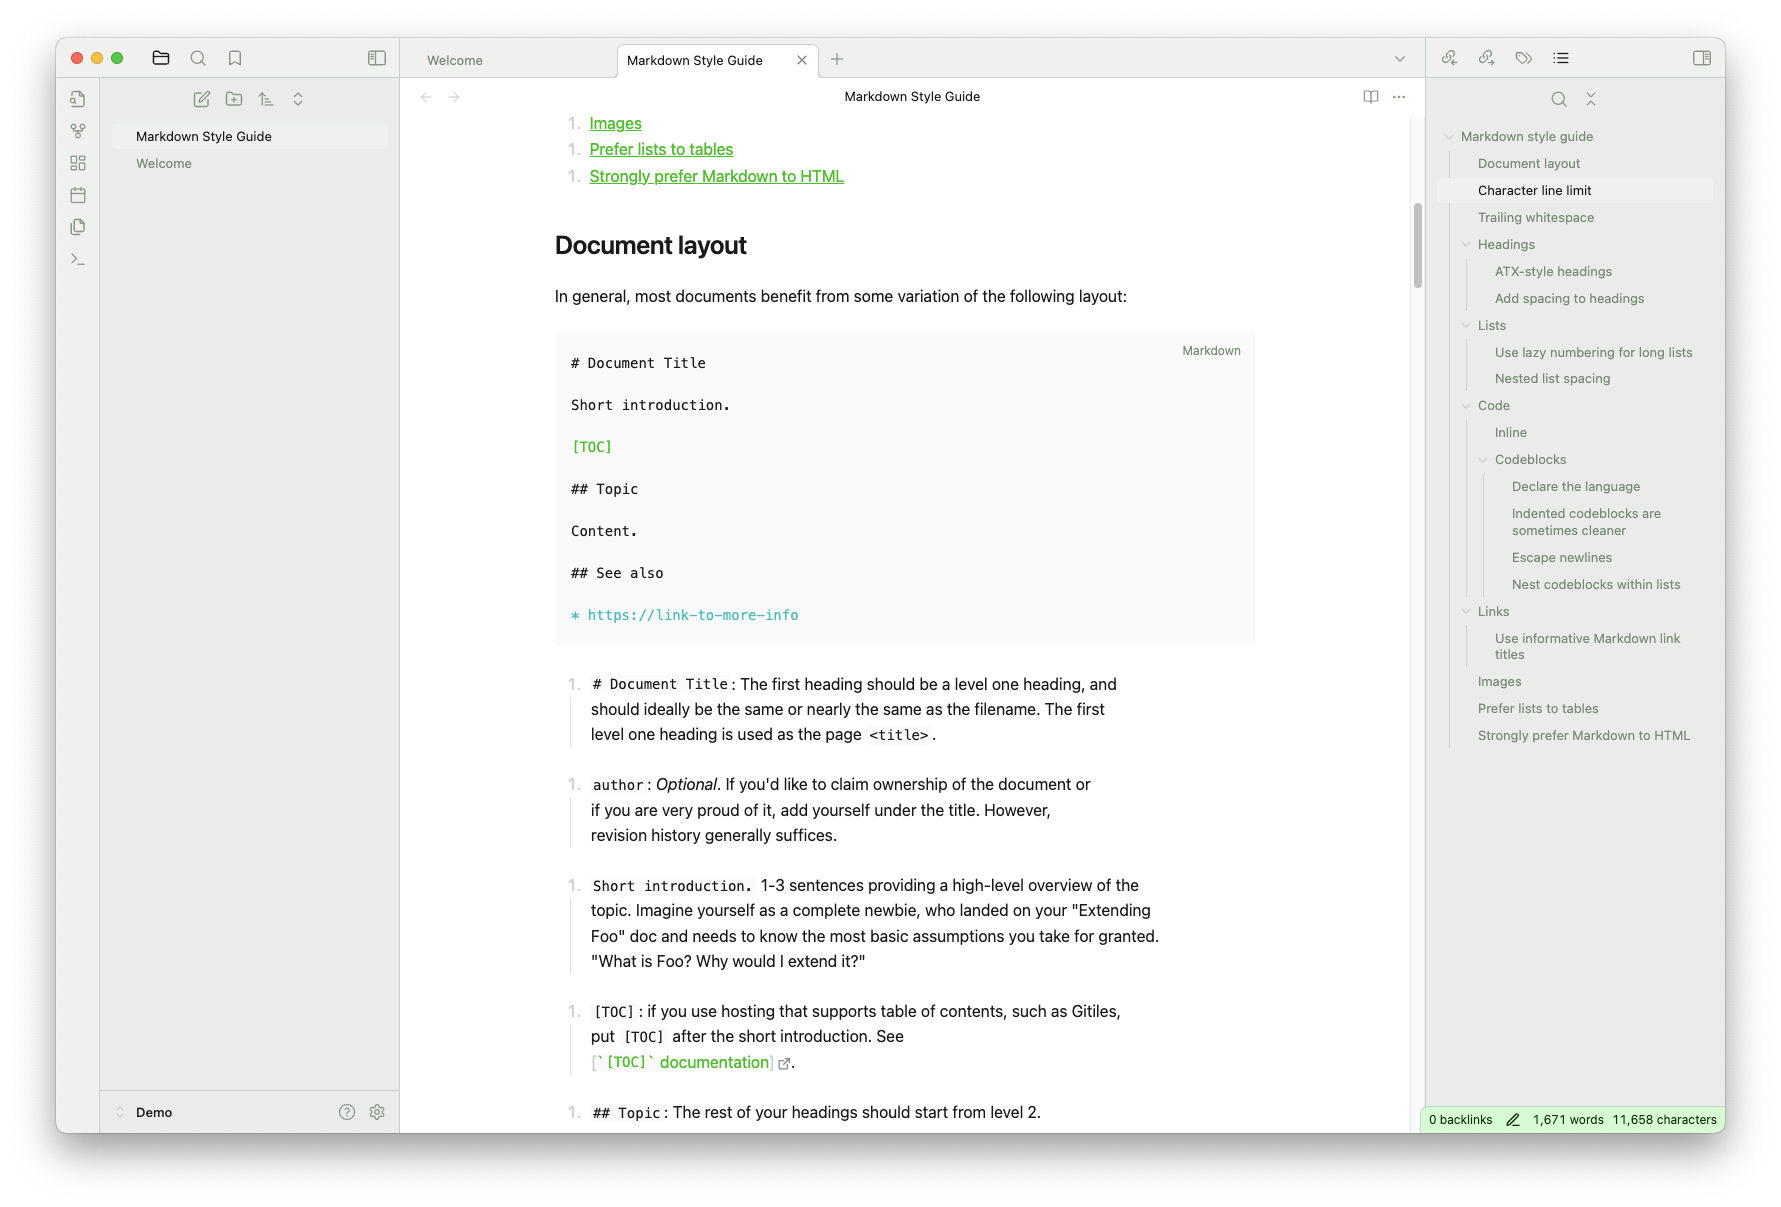 Welcome
Markdown Style Guide
Markdown Style Guide
Markdown Style Guide
Welcome
Demo
1. Images
1. Prefer lists to tables
1. Strongly prefer Markdown to HTML
Document layout
In general, most documents benefit from some variation of the following layout:
Markdown
# Document Title
Short introduction.
[TOC]
## Topic
Content.
## See also
* https://link-to-more-info
1. # Document Title: The first heading should be a level one heading, and
should ideally be the same or nearly the same as the filename. The first
level one heading is used as the page <title>.
1. author: Optional. If you'd like to claim ownership of the document or
if you are very proud of it, add yourself under the title. However,
revision history generally suffices.
1. Short introduction. 1-3 sentences providing a high-level overview of the
topic. Imagine yourself as a complete newbie, who landed on your "Extending
Foo" doc and needs to know the most basic assumptions you take for granted.
"What is Foo? Why would I extend it?"
1. [TOC]: if you use hosting that supports table of contents, such as Gitiles,
put [TOC] after the short introduction. See
[`[TOC]` documentation].
1. ## Topic: The rest of your headings should start from level 2.
Markdown style guide
Document layout
Character line limit
Trailing whitespace
Headings
ATX-style headings
Add spacing to headings
Lists
Use lazy numbering for long lists
Nested list spacing
Code
Inline
Codeblocks
Declare the language
Indented codeblocks are
sometimes cleaner
Escape newlines
Nest codeblocks within lists
Links
Use informative Markdown link
titles
Images
Prefer lists to tables
Strongly prefer Markdown to HTML
0 backlinks 1,671 words 11,658 characters